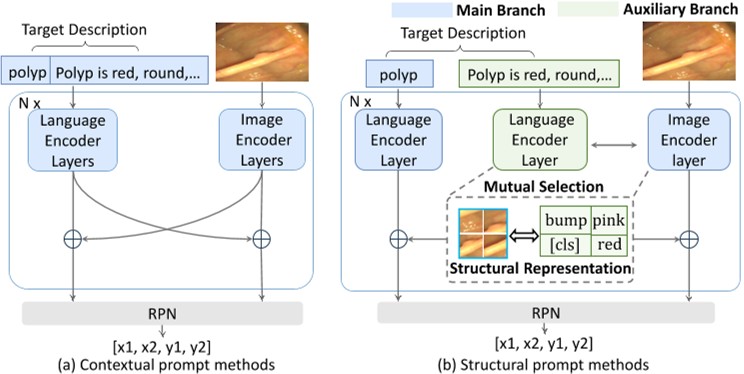 Main Branch
Auxiliary Branch
Target Description
polyp
Polyp is red, round,...
N x
Language
Encoder
Layers
Image
Encoder
Layers
RPN
[x1, x2, y1, y2]
(a) Contextual prompt methods
Target Description
polyp
Polyp is red, round,...
N x
Language
Encoder
Layer
Language
Encoder
Layer
Image
Encoder
layer
Mutual Selection
bump
pink
[cls]
red
Structural Representation
RPN
[x1, x2, y1, y2]
(b) Structural prompt methods